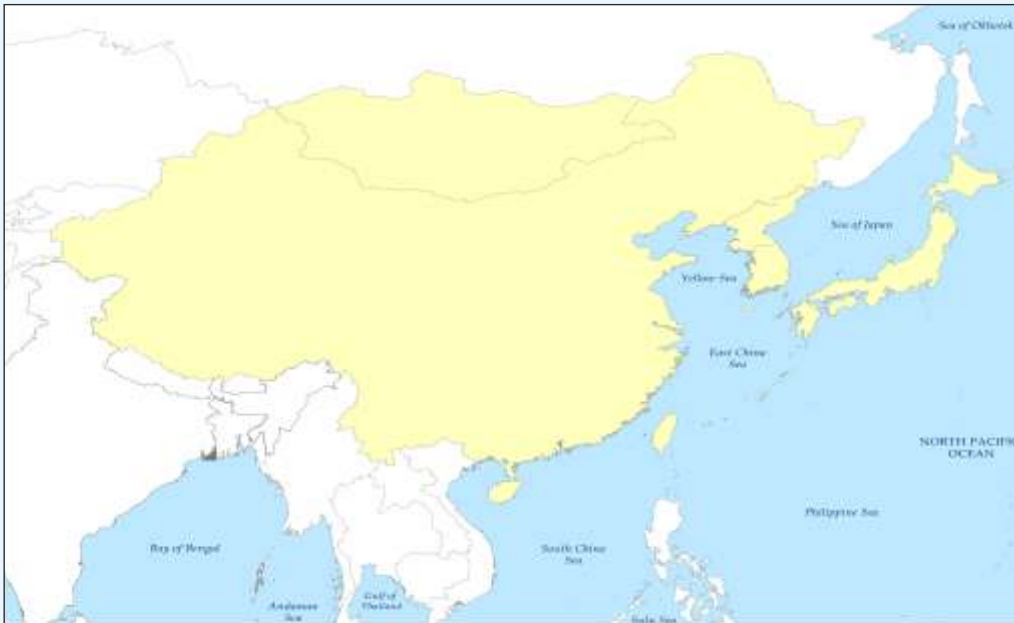 Sea of Okhotsk
Sea of Japan
Yellow Sea
East China
Sea
NORTH PACIFIC
OCEAN
Philippine Sea
Bay of Bengal
South China
Sea
Gulf of
Thailand
Andaman
Sea
Sulu Sea